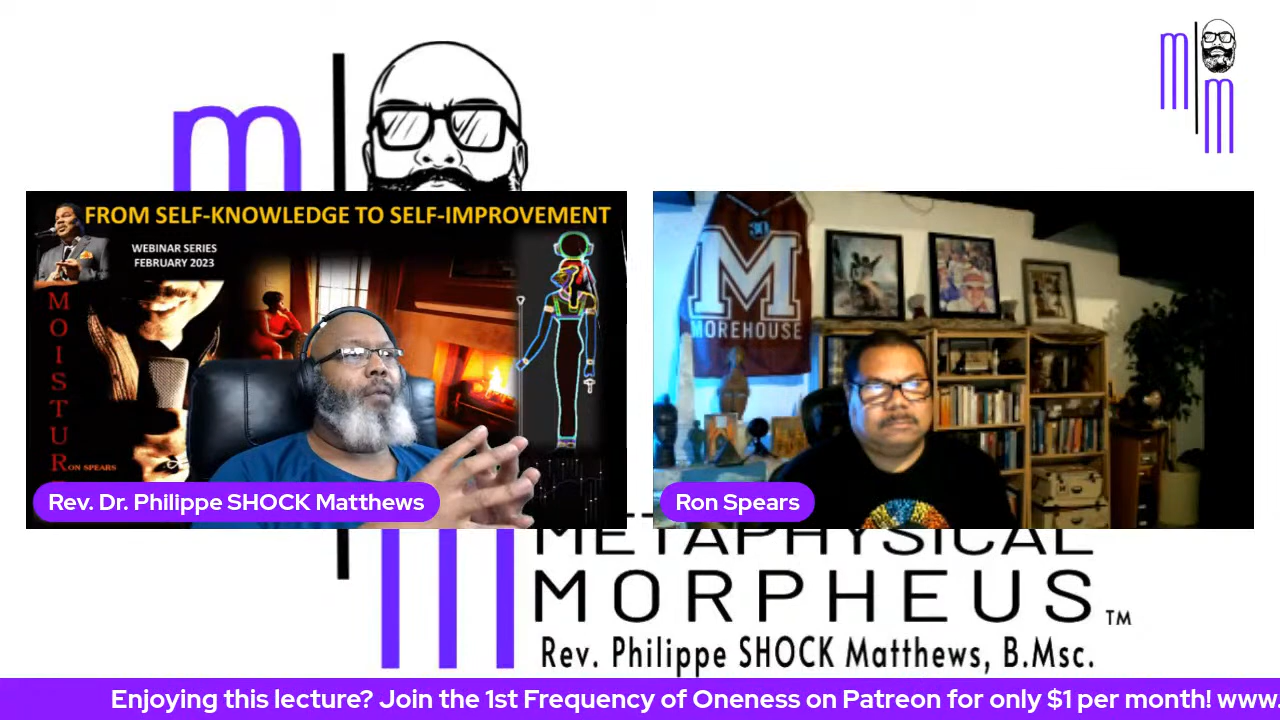 m
m
m
FROM SELF-KNOWLEDGE TO SELF-IMPROVEMENT
WEBINAR SERIES
FEBRUARY 2023
MOISTUR
RON SPEARS
Rev. Dr. Philippe SHOCK Matthews
30
M
MOREHOUSE
Ron Spears
METAPHYSICAL
MORPHEUS™
Rev. Philippe SHOCK Matthews, B.Msc.
Enjoying this lecture? Join the 1st Frequency of Oneness on Patreon for only $1 per month! www.